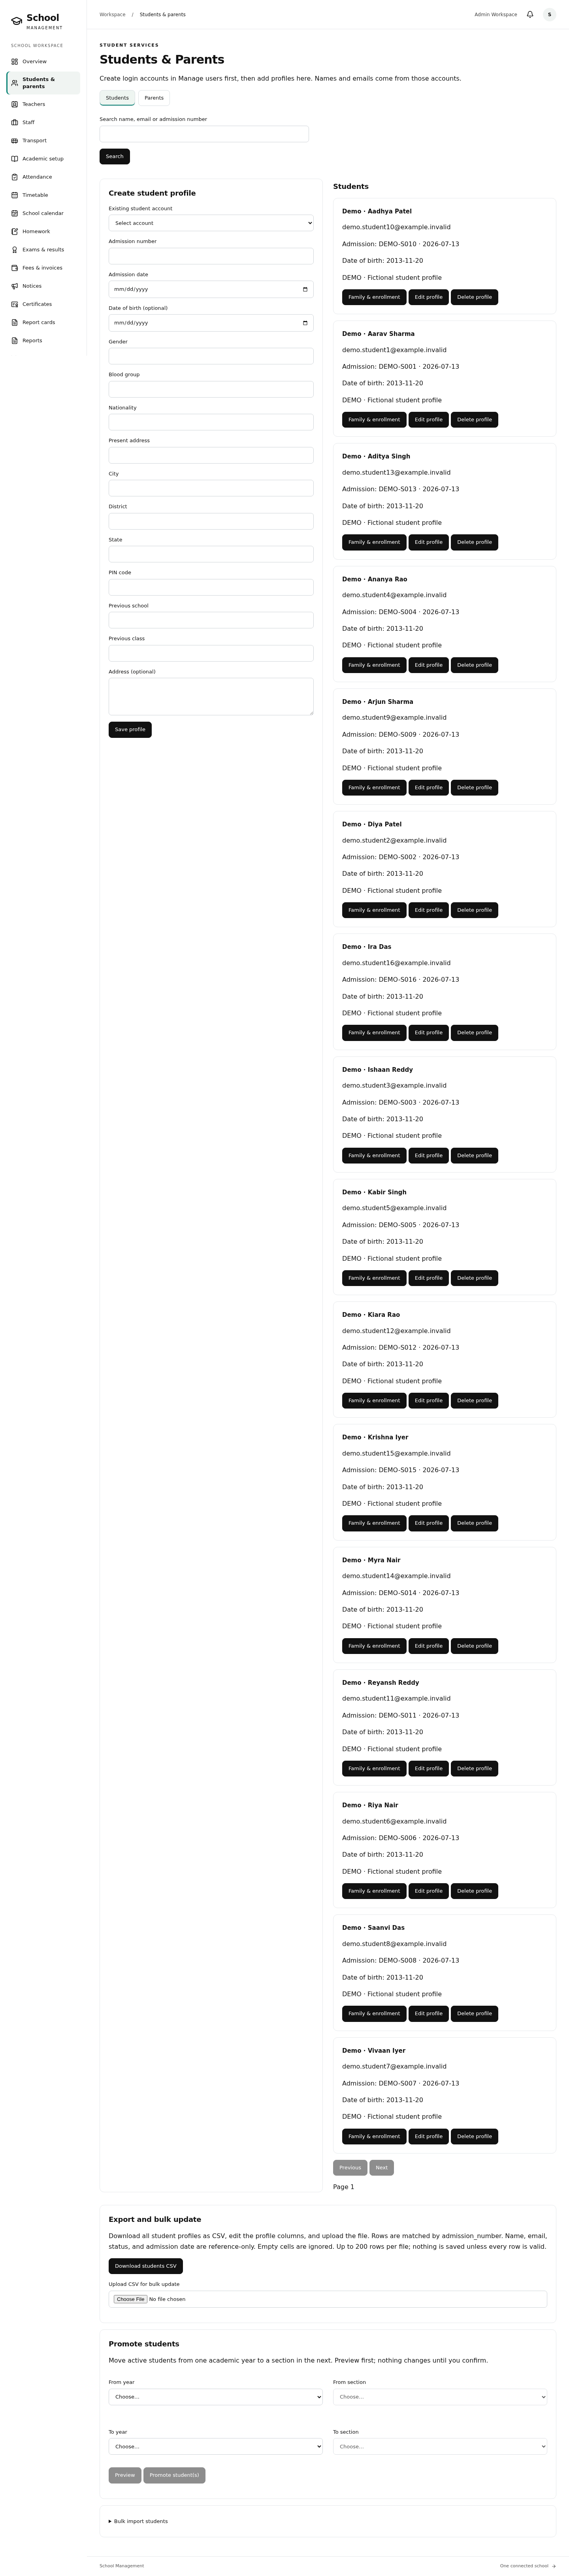 School
MANAGEMENT
SCHOOL WORKSPACE
Overview
Students &
parents
Teachers
Staff
Transport
Academic setup
Attendance
Timetable
School calendar
Homework
Exams & results
Fees & invoices
Notices
Certificates
Report cards
Reports
Workspace / Students & parents
Admin Workspace S
STUDENT SERVICES
Students & Parents
Create login accounts in Manage users first, then add profiles here. Names and emails come from those accounts.
Students Parents
Search name, email or admission number
Search
Create student profile
Existing student account
Select account
Admission number
Admission date
mm/dd/yyyy
Date of birth (optional)
mm/dd/yyyy
Gender
Blood group
Nationality
Present address
City
District
State
PIN code
Previous school
Previous class
Address (optional)
Save profile
Students
Demo · Aadhya Patel
demo.student10@example.invalid
Admission: DEMO-S010 · 2026-07-13
Date of birth: 2013-11-20
DEMO · Fictional student profile
Family & enrollment Edit profile Delete profile
Demo · Aarav Sharma
demo.student1@example.invalid
Admission: DEMO-S001 · 2026-07-13
Date of birth: 2013-11-20
DEMO · Fictional student profile
Family & enrollment Edit profile Delete profile
Demo · Aditya Singh
demo.student13@example.invalid
Admission: DEMO-S013 · 2026-07-13
Date of birth: 2013-11-20
DEMO · Fictional student profile
Family & enrollment Edit profile Delete profile
Demo · Ananya Rao
demo.student4@example.invalid
Admission: DEMO-S004 · 2026-07-13
Date of birth: 2013-11-20
DEMO · Fictional student profile
Family & enrollment Edit profile Delete profile
Demo · Arjun Sharma
demo.student9@example.invalid
Admission: DEMO-S009 · 2026-07-13
Date of birth: 2013-11-20
DEMO · Fictional student profile
Family & enrollment Edit profile Delete profile
Demo · Diya Patel
demo.student2@example.invalid
Admission: DEMO-S002 · 2026-07-13
Date of birth: 2013-11-20
DEMO · Fictional student profile
Family & enrollment Edit profile Delete profile
Demo · Ira Das
demo.student16@example.invalid
Admission: DEMO-S016 · 2026-07-13
Date of birth: 2013-11-20
DEMO · Fictional student profile
Family & enrollment Edit profile Delete profile
Demo · Ishaan Reddy
demo.student3@example.invalid
Admission: DEMO-S003 · 2026-07-13
Date of birth: 2013-11-20
DEMO · Fictional student profile
Family & enrollment Edit profile Delete profile
Demo · Kabir Singh
demo.student5@example.invalid
Admission: DEMO-S005 · 2026-07-13
Date of birth: 2013-11-20
DEMO · Fictional student profile
Family & enrollment Edit profile Delete profile
Demo · Kiara Rao
demo.student12@example.invalid
Admission: DEMO-S012 · 2026-07-13
Date of birth: 2013-11-20
DEMO · Fictional student profile
Family & enrollment Edit profile Delete profile
Demo · Krishna Iyer
demo.student15@example.invalid
Admission: DEMO-S015 · 2026-07-13
Date of birth: 2013-11-20
DEMO · Fictional student profile
Family & enrollment Edit profile Delete profile
Demo · Myra Nair
demo.student14@example.invalid
Admission: DEMO-S014 · 2026-07-13
Date of birth: 2013-11-20
DEMO · Fictional student profile
Family & enrollment Edit profile Delete profile
Demo · Reyansh Reddy
demo.student11@example.invalid
Admission: DEMO-S011 · 2026-07-13
Date of birth: 2013-11-20
DEMO · Fictional student profile
Family & enrollment Edit profile Delete profile
Demo · Riya Nair
demo.student6@example.invalid
Admission: DEMO-S006 · 2026-07-13
Date of birth: 2013-11-20
DEMO · Fictional student profile
Family & enrollment Edit profile Delete profile
Demo · Saanvi Das
demo.student8@example.invalid
Admission: DEMO-S008 · 2026-07-13
Date of birth: 2013-11-20
DEMO · Fictional student profile
Family & enrollment Edit profile Delete profile
Demo · Vivaan Iyer
demo.student7@example.invalid
Admission: DEMO-S007 · 2026-07-13
Date of birth: 2013-11-20
DEMO · Fictional student profile
Family & enrollment Edit profile Delete profile
Previous Next
Page 1
Export and bulk update
Download all student profiles as CSV, edit the profile columns, and upload the file. Rows are matched by admission_number. Name, email,
status, and admission date are reference-only. Empty cells are ignored. Up to 200 rows per file; nothing is saved unless every row is valid.
Download students CSV
Upload CSV for bulk update
Choose File No file chosen
Promote students
Move active students from one academic year to a section in the next. Preview first; nothing changes until you confirm.
From year From section
Choose... Choose...
To year To section
Choose... Choose...
Preview Promote student(s)
Bulk import students
School Management One connected school